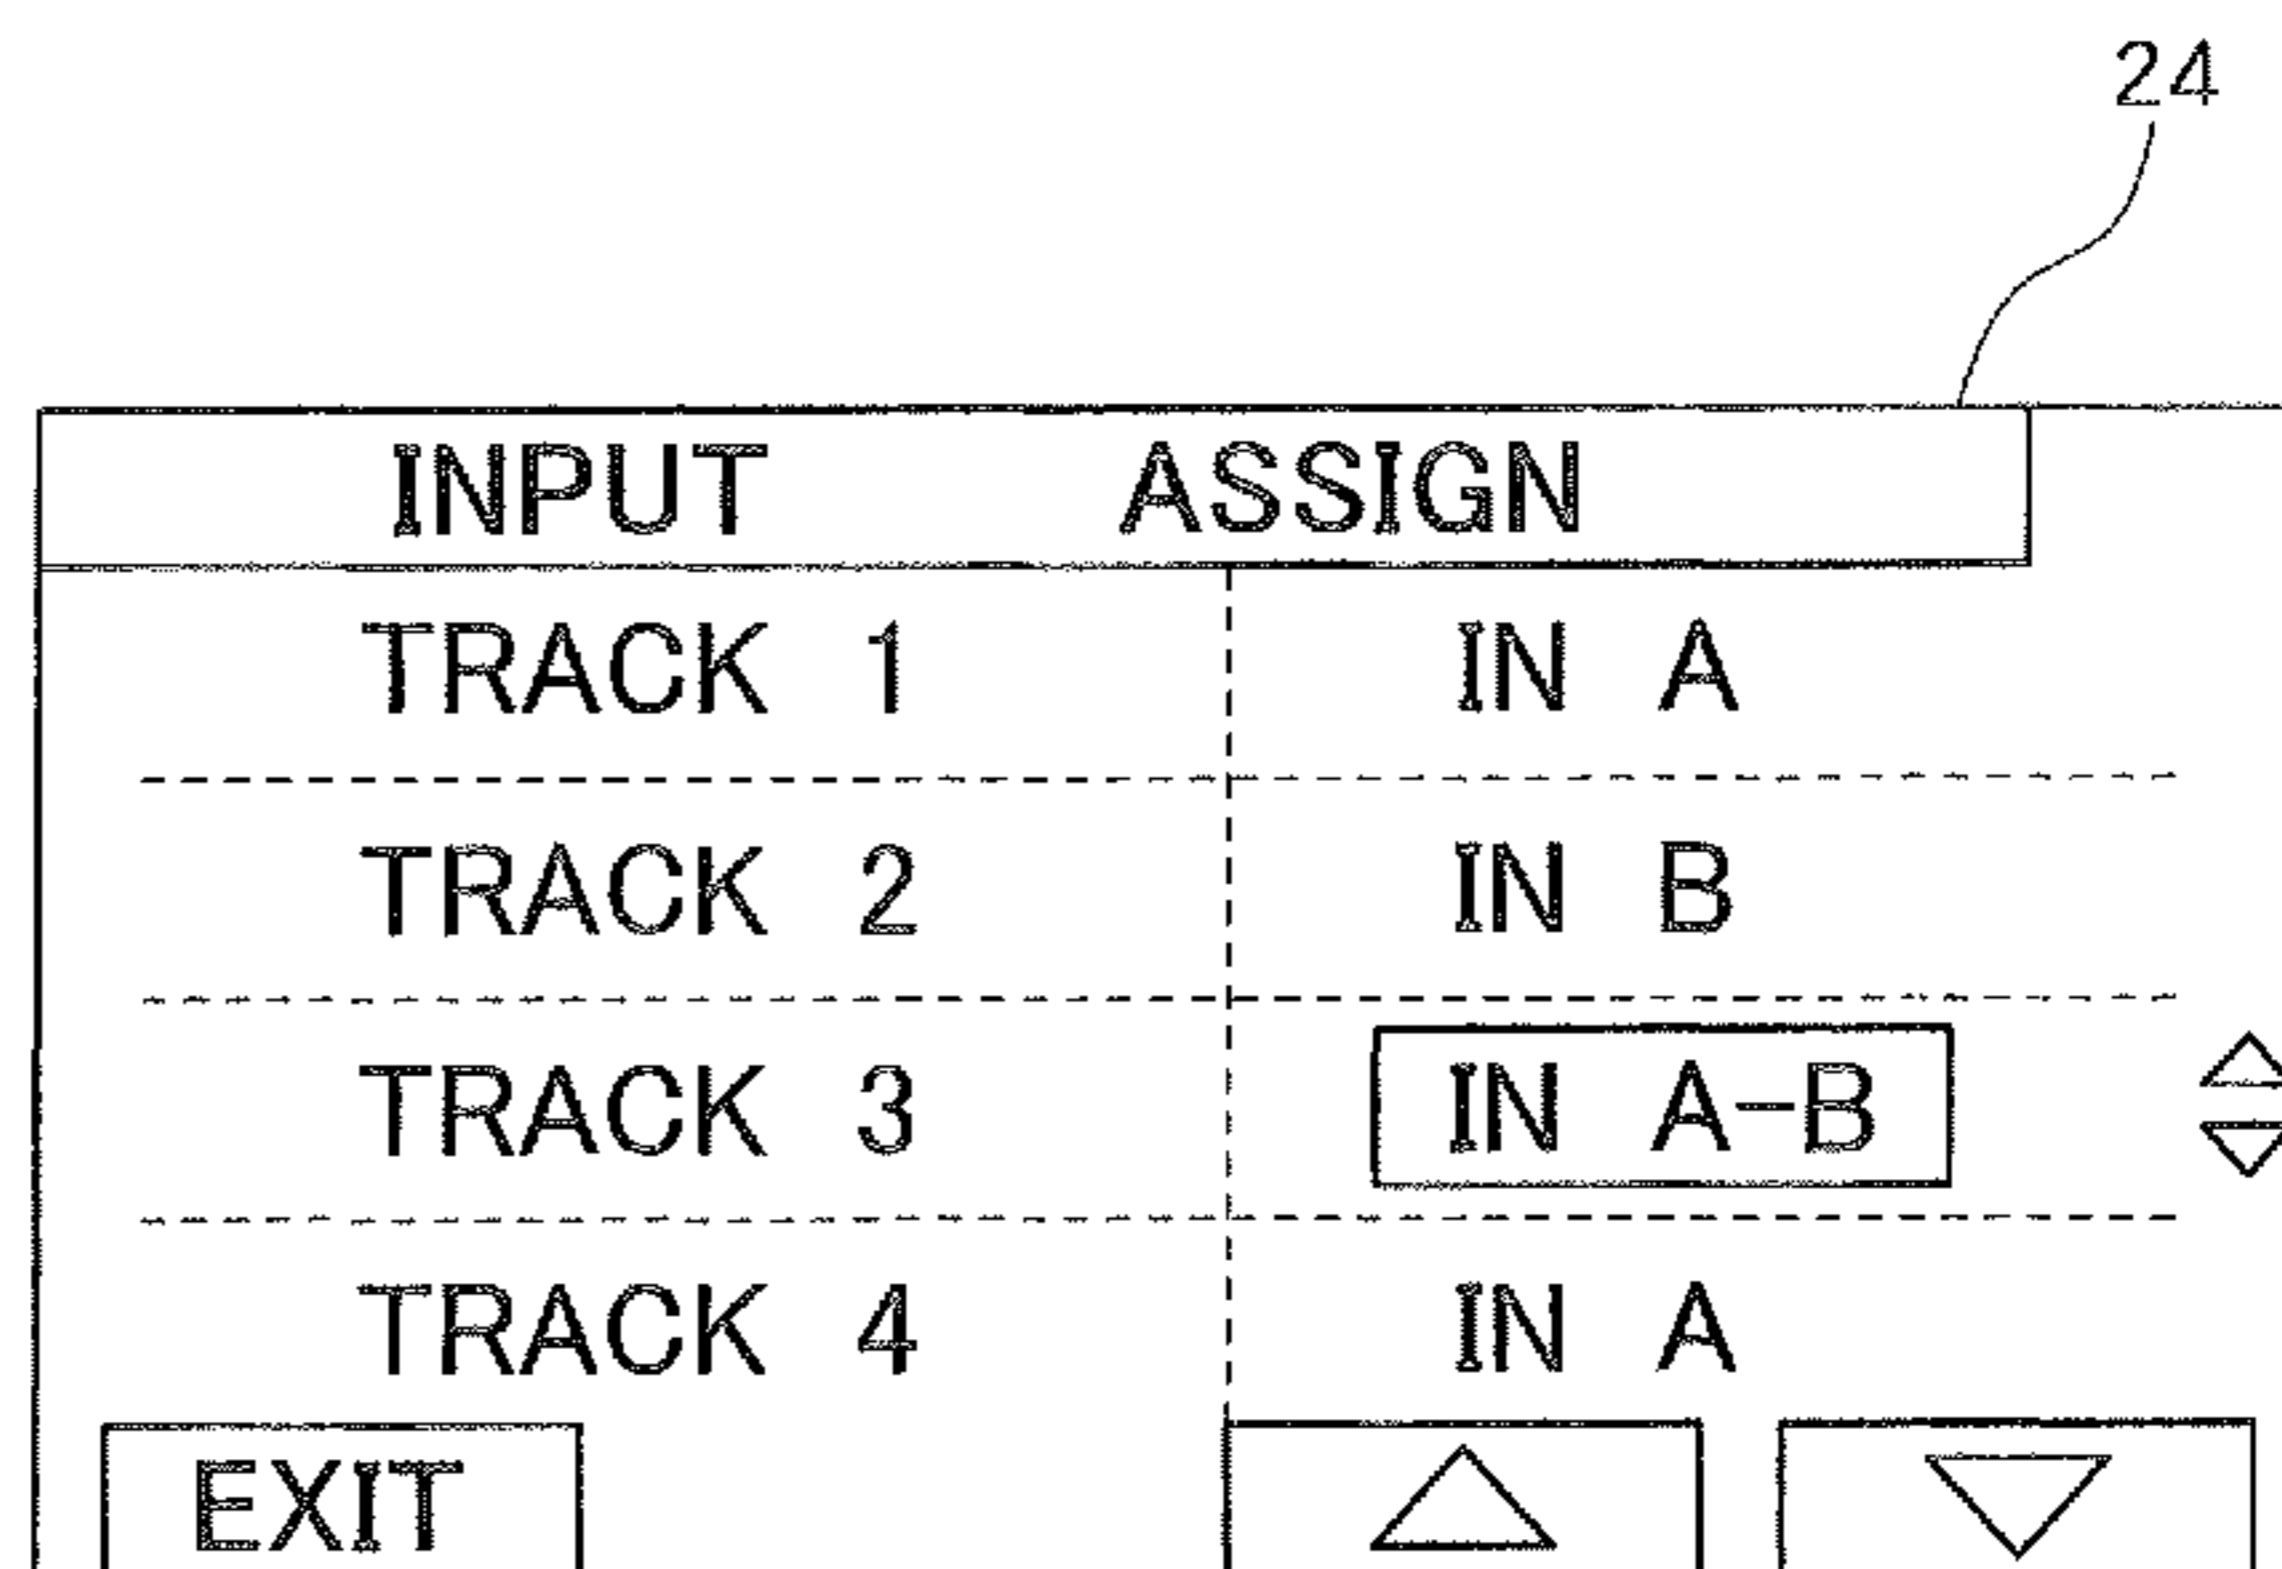 24
INPUT ASSIGN
TRACK 1 IN A
TRACK 2 IN B
TRACK 3 IN A-B
TRACK 4 IN A
EXIT